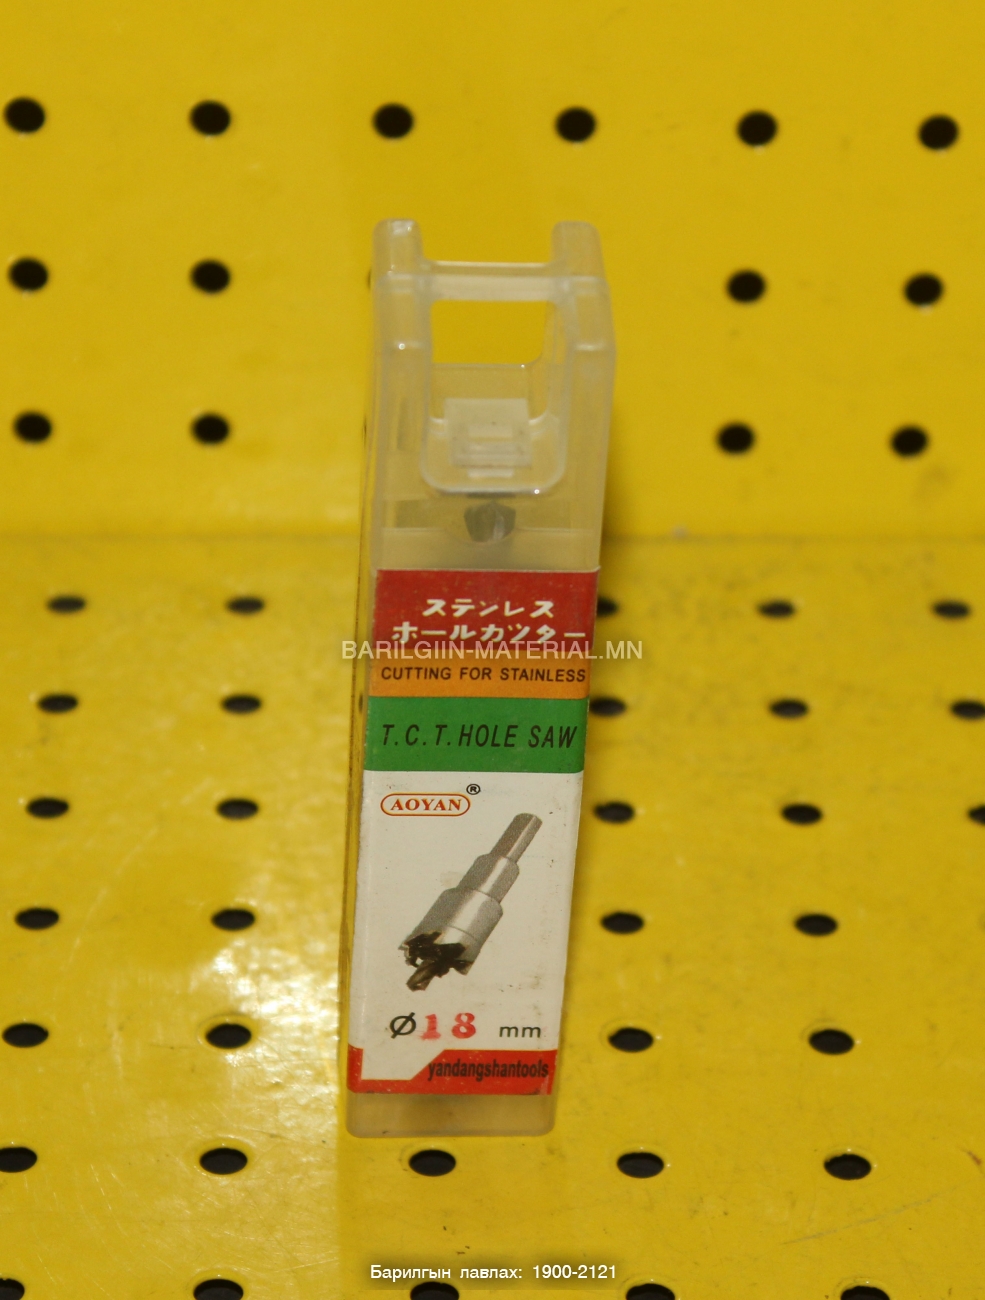 ステンレス
ホールカッター
BARILGIIN-MATERIAL.MN
CUTTING FOR STAINLESS
T.C.T. HOLE SAW
AOYAN®
Ø18 mm
yandangshantools
Барилгын лавлах: 1900-2121